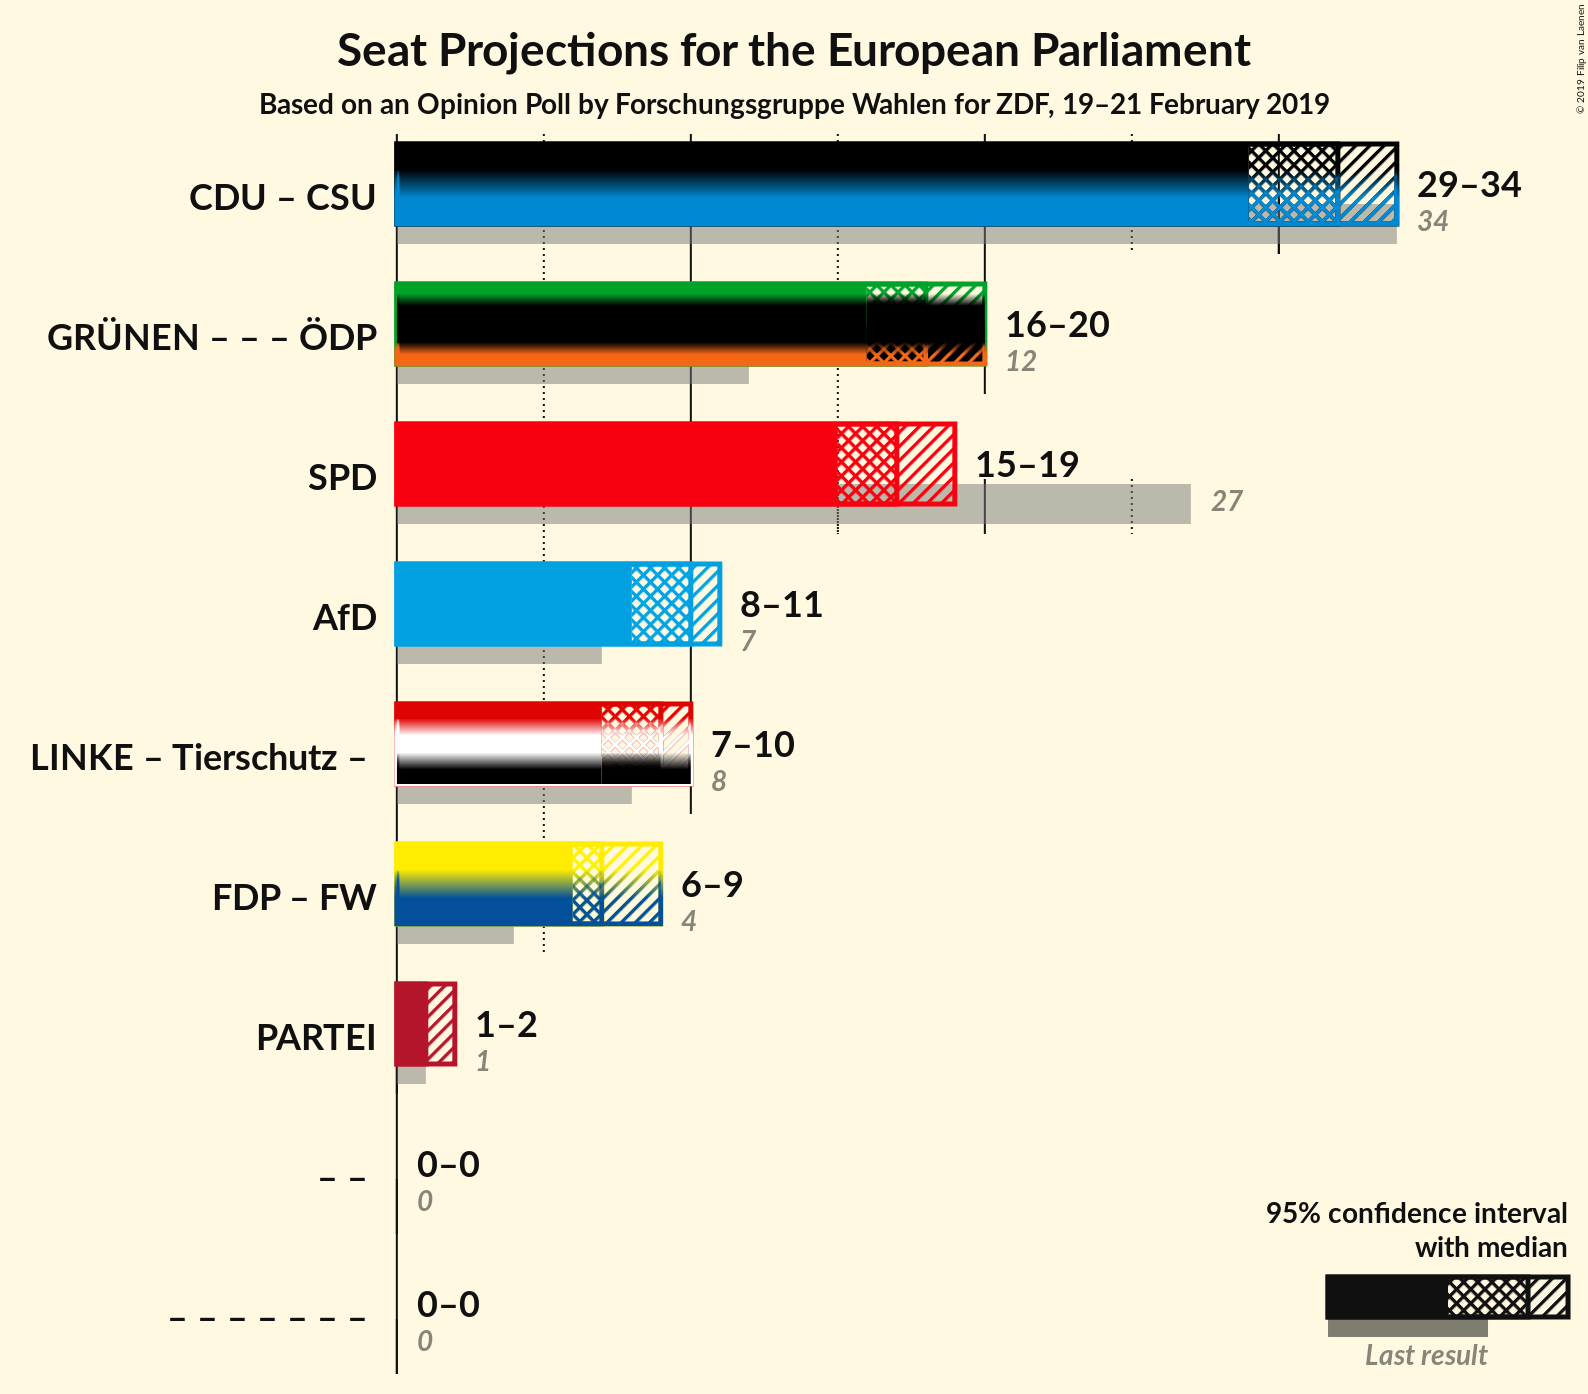 Seat Projections for the European Parliament
Based on an Opinion Poll by Forschungsgruppe Wahlen for ZDF, 19–21 February 2019
© 2019 Filip van Laenen
CDU – CSU
29–34
34
GRÜNEN – – – ÖDP
16–20
12
SPD
15–19
27
AfD
8–11
7
LINKE – Tierschutz –
7–10
8
FDP – FW
6–9
4
PARTEI
1–2
1
– –
0–0
0
– – – – – – –
0–0
0
95% confidence interval
with median
Last result